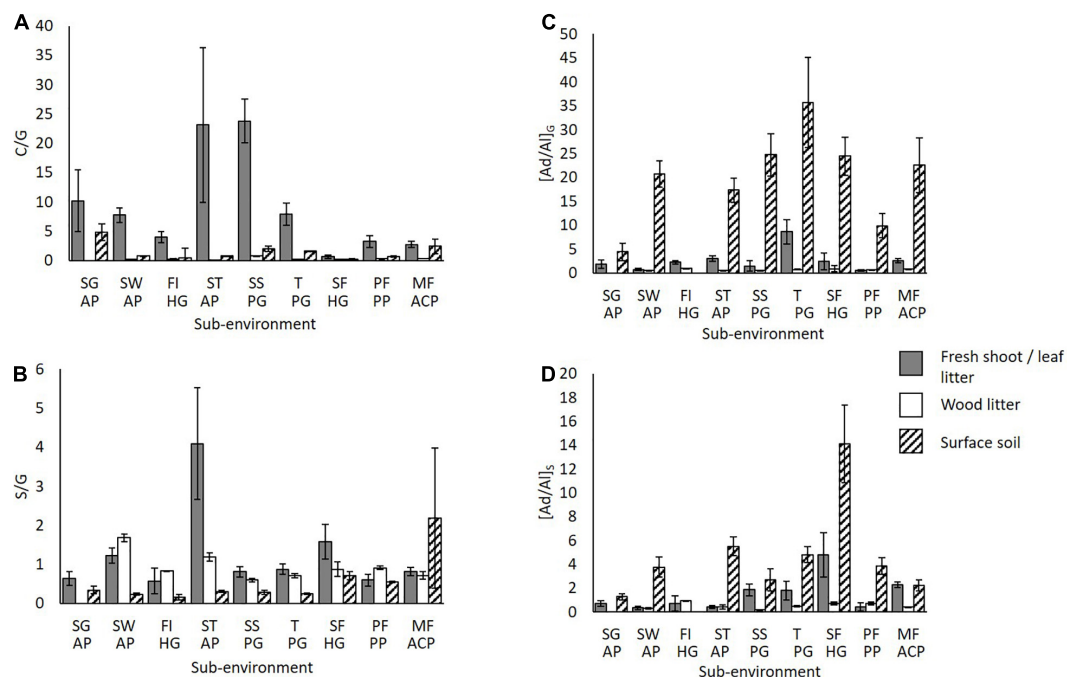 A
40
35
30
25
20
15
10
5
0
C/G
SG SW FI ST SS T SF PF MF
AP AP HG AP PG PG HG PP ACP
Sub-environment
B
6
5
4
3
2
1
0
S/G
SG SW FI ST SS T SF PF MF
AP AP HG AP PG PG HG PP ACP
Sub-environment
C
50
45
40
35
30
25
20
15
10
5
0
[Ad/Al]G
SG SW FI ST SS T SF PF MF
AP AP HG AP PG PG HG PP ACP
Sub-environment
D
20
18
16
14
12
10
8
6
4
2
0
[Ad/Al]S
SG SW FI ST SS T SF PF MF
AP AP HG AP PG PG HG PP ACP
Sub-environment
Fresh shoot / leaf
litter
Wood litter
Surface soil